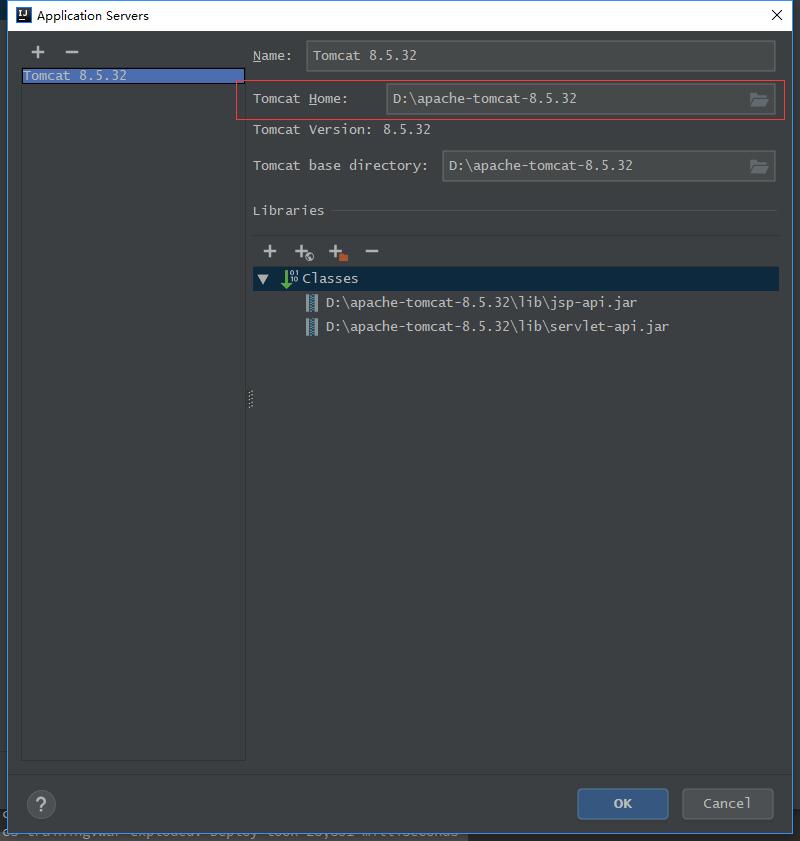 Application Servers
Tomcat 8.5.32
Name: Tomcat 8.5.32
Tomcat Home: D:\apache-tomcat-8.5.32
Tomcat Version: 8.5.32
Tomcat base directory: D:\apache-tomcat-8.5.32
Libraries
Classes
D:\apache-tomcat-8.5.32\lib\jsp-api.jar
D:\apache-tomcat-8.5.32\lib\servlet-api.jar
? OK Cancel